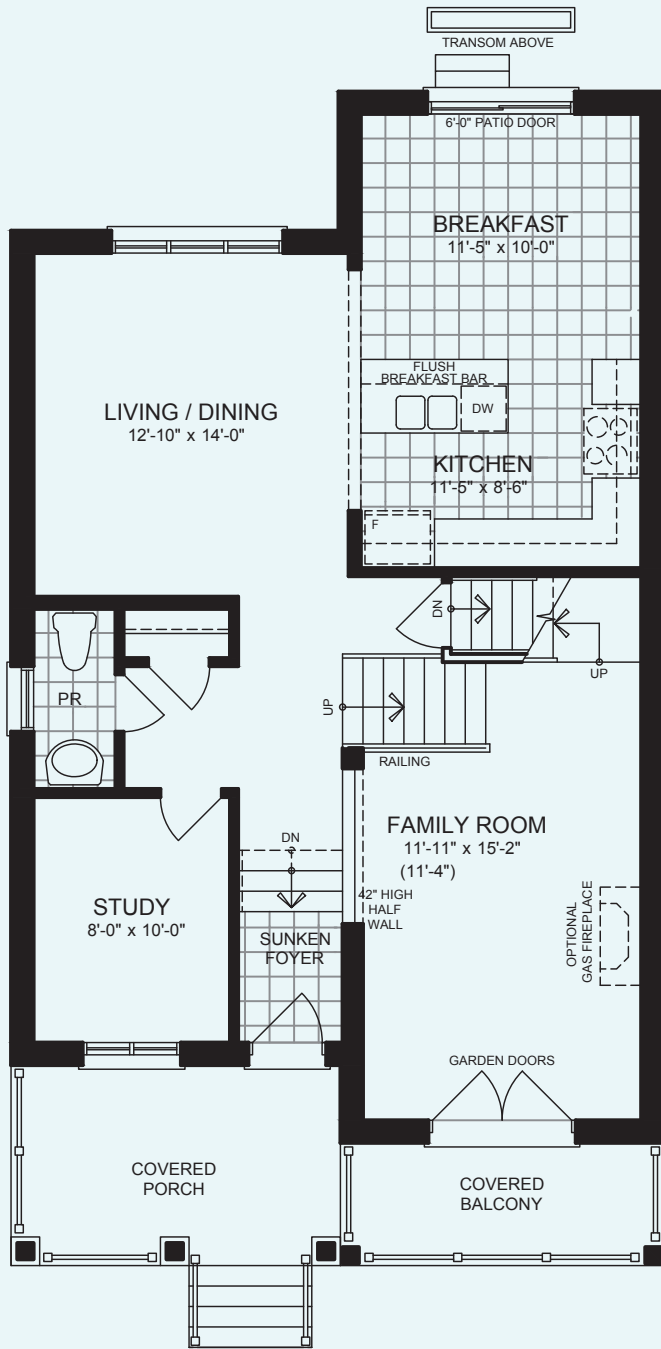 TRANSOM ABOVE
6'-0" PATIO DOOR
BREAKFAST
11'-5" x 10'-0"
FLUSH
BREAKFAST BAR
DW
LIVING / DINING
12'-10" x 14'-0"
KITCHEN
11'-5" x 8'-6"
F
DN
UP
PR
UP
RAILING
FAMILY ROOM
11'-11" x 15'-2"
(11'-4")
DN
42" HIGH
HALF
WALL
STUDY
8'-0" x 10'-0"
SUNKEN
FOYER
OPTIONAL
GAS FIREPLACE
GARDEN DOORS
COVERED
PORCH
COVERED
BALCONY